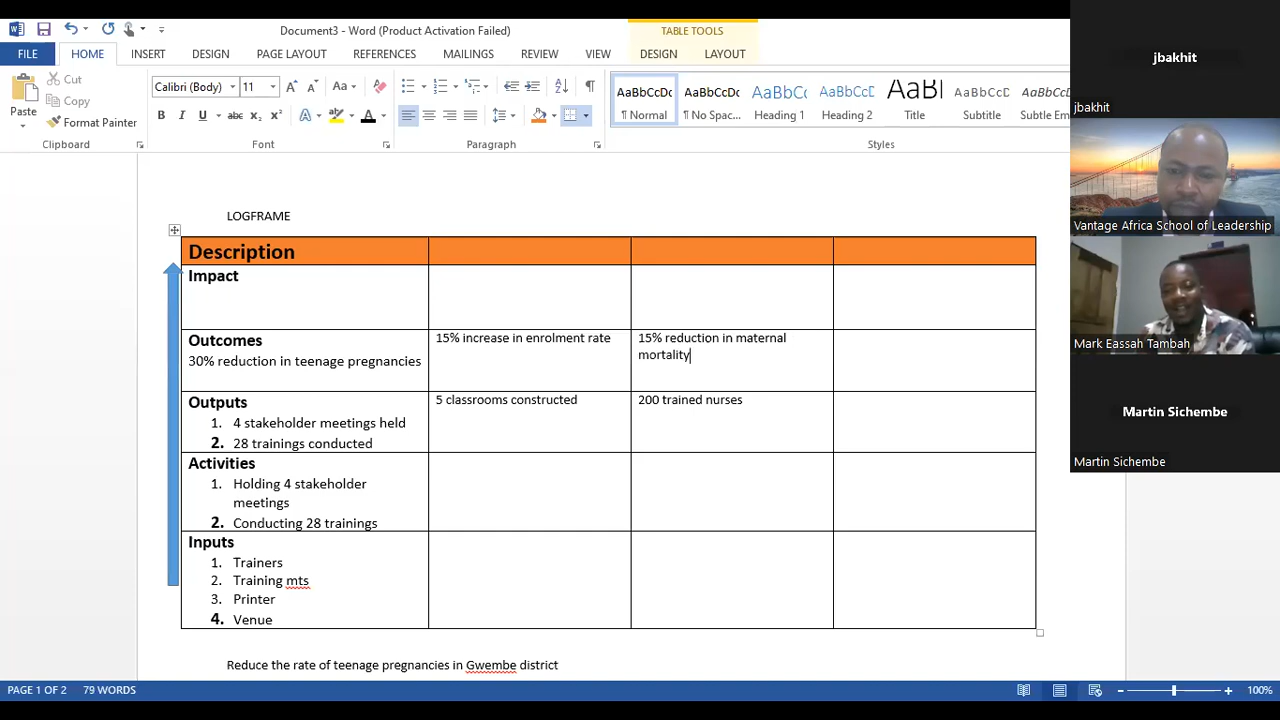 Document3 - Word (Product Activation Failed)
TABLE TOOLS
FILE HOME INSERT DESIGN PAGE LAYOUT REFERENCES MAILINGS REVIEW VIEW DESIGN LAYOUT
Paste
Cut
Copy
Format Painter
Calibri (Body) 11
AaBbCcDc AaBbCcDc AaBbCc AaBbCcD AaBl AaBbCcD AaBbCcDc
¶ Normal ¶ No Spac... Heading 1 Heading 2 Title Subtitle Subtle Em
Clipboard Font Paragraph Styles
LOGFRAME
Description
Impact
Outcomes
30% reduction in teenage pregnancies
15% increase in enrolment rate
15% reduction in maternal
mortality
Outputs
1. 4 stakeholder meetings held
2. 28 trainings conducted
5 classrooms constructed
200 trained nurses
Activities
1. Holding 4 stakeholder
meetings
2. Conducting 28 trainings
Inputs
1. Trainers
2. Training mts
3. Printer
4. Venue
Reduce the rate of teenage pregnancies in Gwembe district
PAGE 1 OF 2 79 WORDS
100%
jbakhit
jbakhit
Vantage Africa School of Leadership
Mark Eassah Tambah
Martin Sichembe
Martin Sichembe